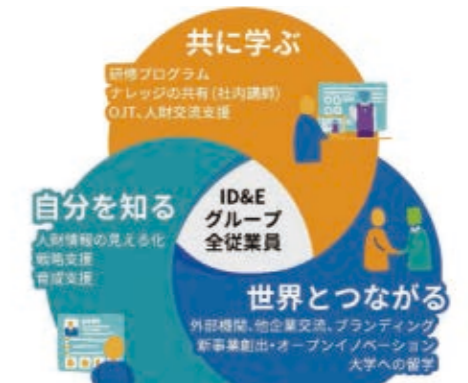 共に学ぶ
研修プログラム
ナレッジの共有(社内講師)
OJT、人財交流支援
自分を知る
人財情報の見える化
戦略支援
育成支援
ID&E
グループ
全従業員
世界とつながる
外部機関、他企業交流、ブランディング
新事業創出・オープンイノベーション
大学への留学